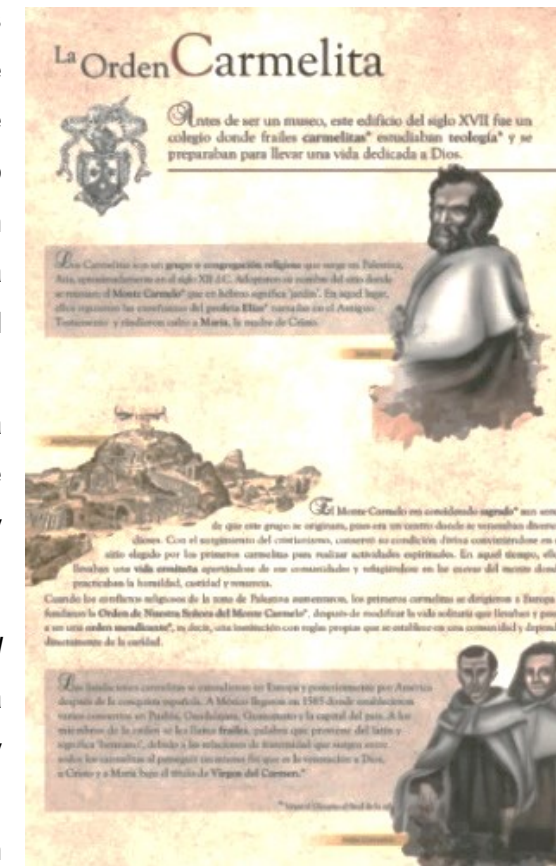 La Orden Carmelita
Antes de ser un museo, este edificio del siglo XVII fue un
colegio donde frailes carmelitas* estudiaban teología* y se
preparaban para llevar una vida dedicada a Dios.
Los Carmelitas son un grupo o congregación religiosa que surge en Palestina,
Asia, aproximadamente en el siglo XII d.C. Adoptaron su nombre del sitio donde
se reunían: el Monte Carmelo* que en hebreo significa 'jardín'. En aquel lugar,
ellos siguieron las enseñanzas del profeta Elías* narradas en el Antiguo
Testamento y rindieron culto a María, la madre de Cristo.
El Monte Carmelo era considerado sagrado*
de que este grupo se originara, pues era un centro donde se veneraban
dioses. Con el surgimiento del cristianismo, conservó su condición divina convirtiéndose en
sitio elegido por los primeros carmelitas para realizar actividades espirituales. En aquel tiempo,
llevaban una vida eremita apartándose de sus comunidades y refugiándose en las cuevas del monte
practicaban la humildad, castidad y
Cuando los conflictos religiosos de la zona de Palestina aumentaron, los primeros carmelitas se dirigieron a Europa
fundaron la Orden de Nuestra Señora del Monte Carmelo*, después de modificar la vida solitaria que llevaban y
a ser una orden mendicante*, es decir, una institución con reglas propias que se establece en una comunidad y
directamente de la caridad.
Las fundaciones carmelitas se extendieron en Europa y posteriormente por América
después de la conquista española. A México llegaron en 1585 donde establecieron
varios conventos en Puebla, Guadalajara, Guanajuato y la capital del país. A los
miembros de la orden se les llama frailes, palabra que proviene del latín y
significa 'hermano', debido a las relaciones de fraternidad que surgen entre
todos los carmelitas al perseguir un mismo fin que es la veneración a Dios,
a Cristo y a María bajo el título de Virgen del Carmen.*